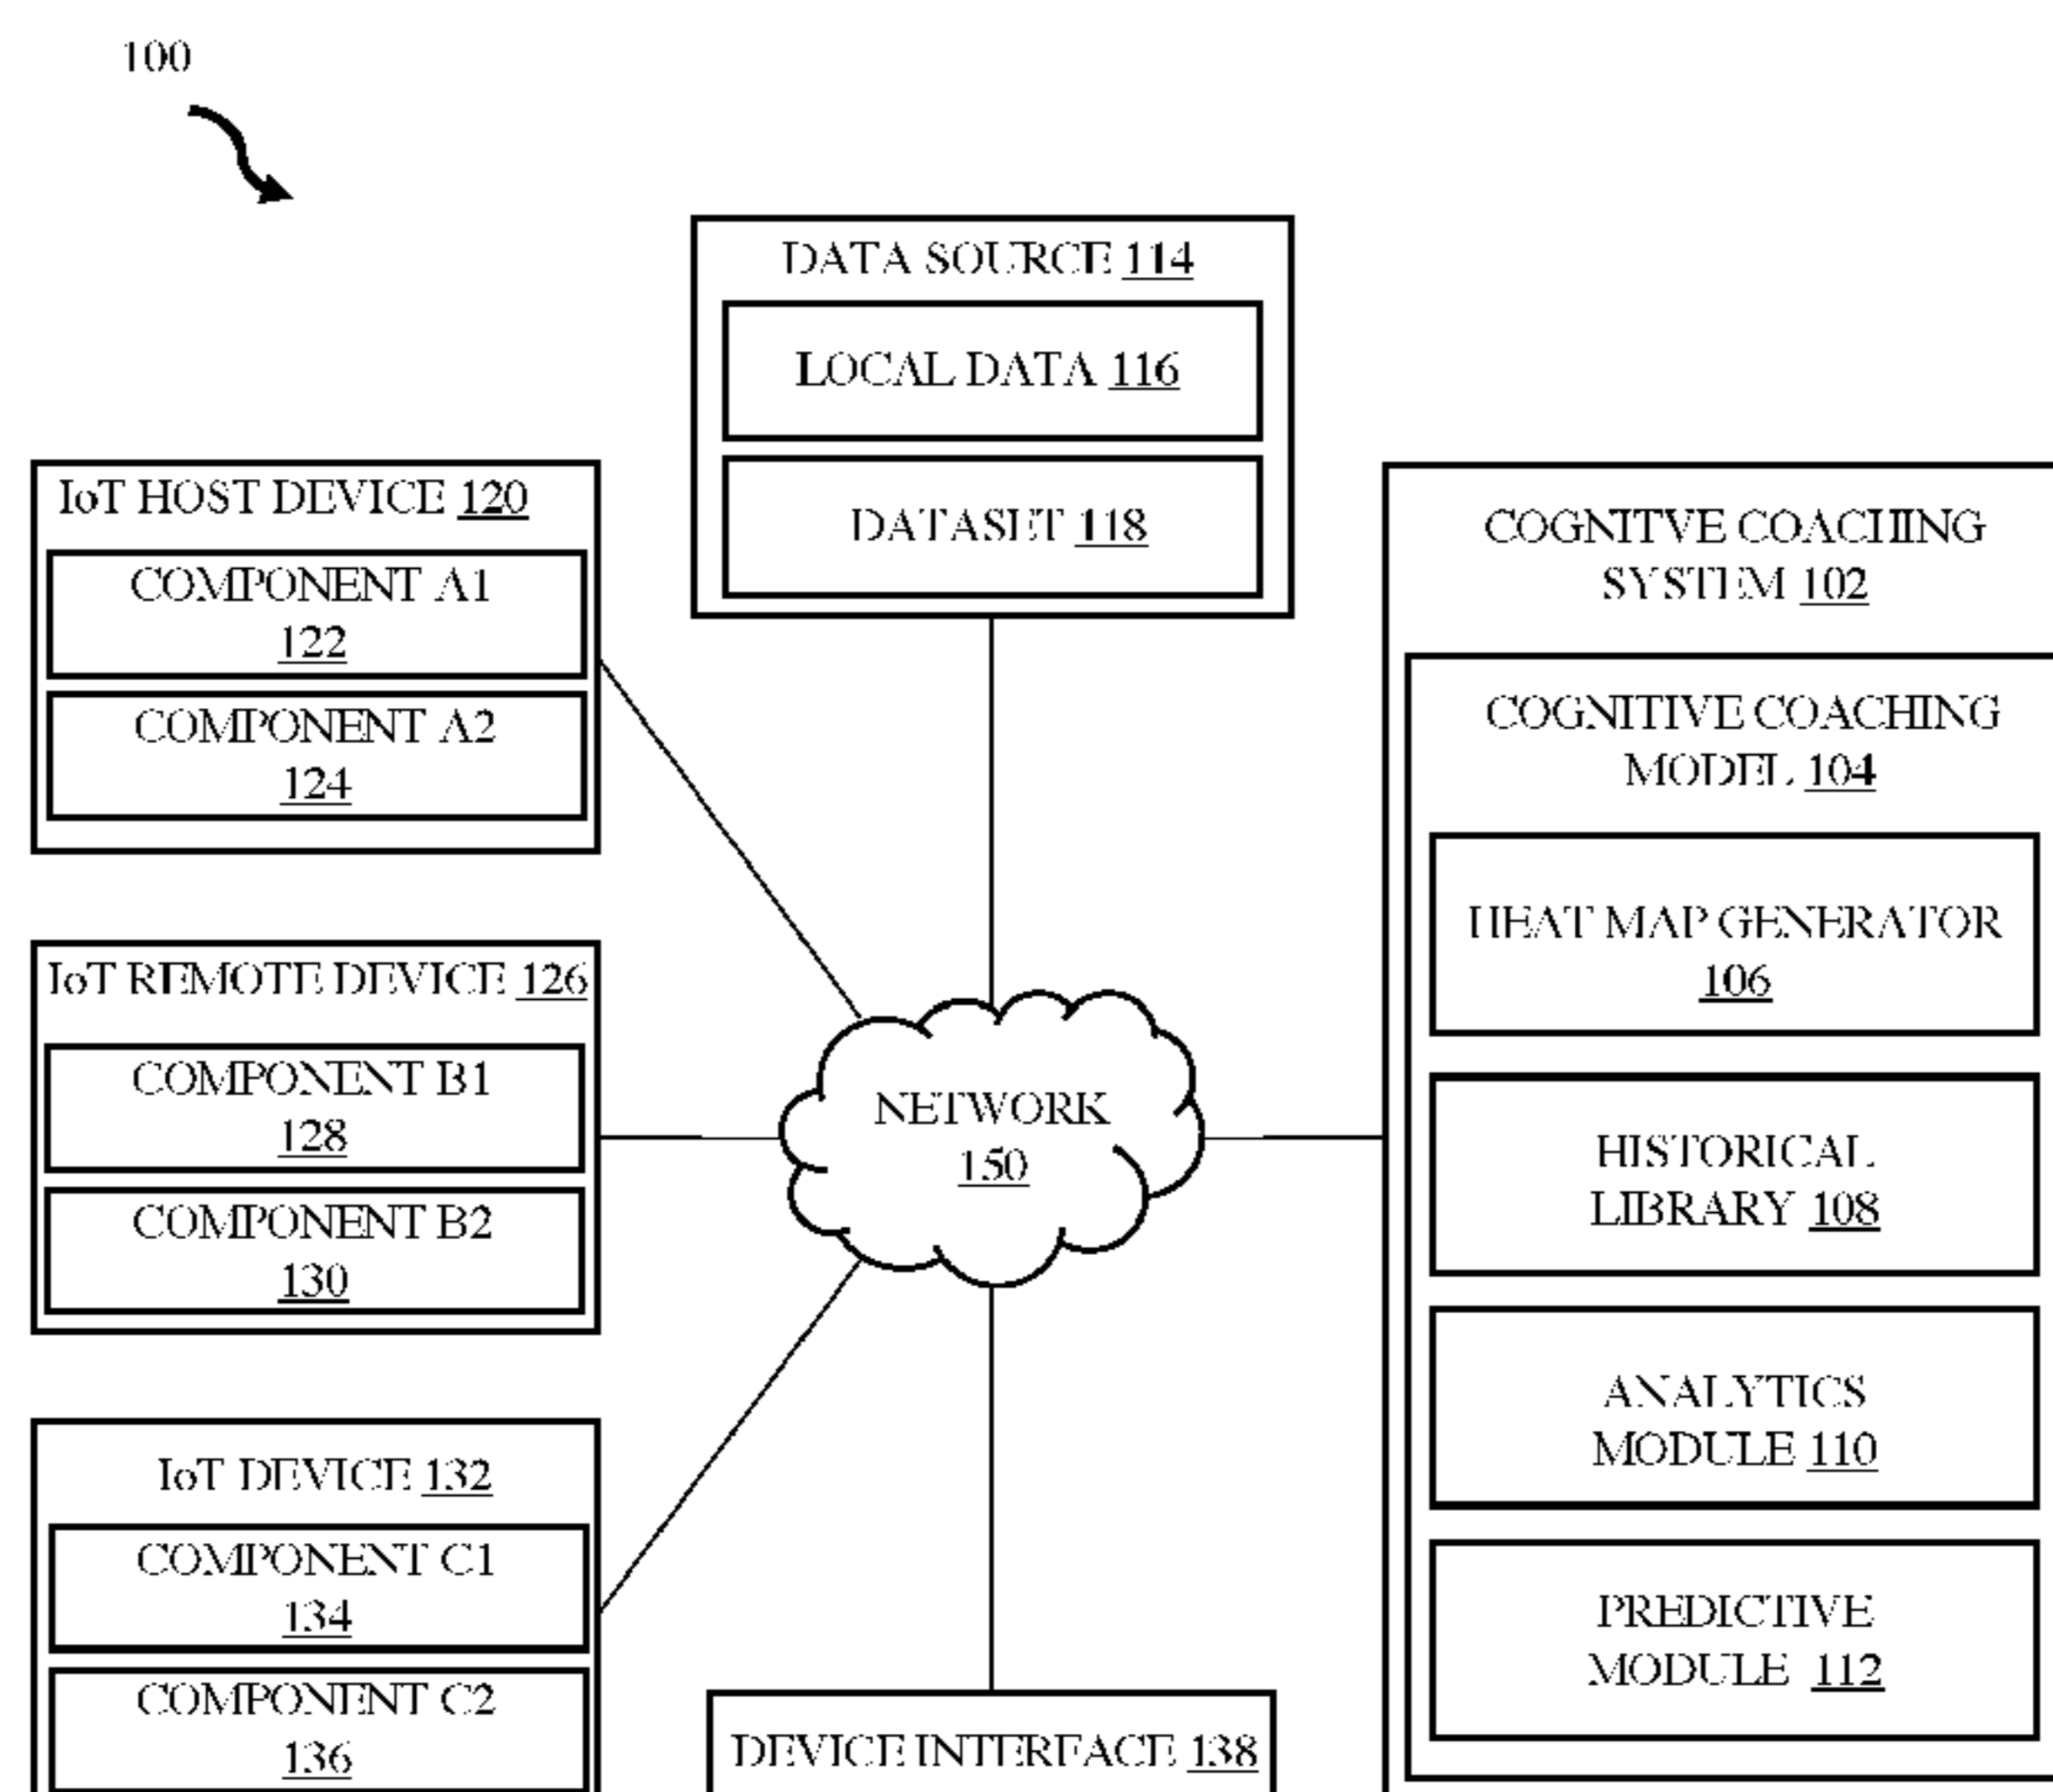 100
DATA SOURCE 114
LOCAL DATA 116
DATASET 118
IoT HOST DEVICE 120
COMPONENT A1
122
COMPONENT A2
124
IoT REMOTE DEVICE 126
COMPONENT B1
128
COMPONENT B2
130
IoT DEVICE 132
COMPONENT C1
134
COMPONENT C2
136
NETWORK
150
DEVICE INTERFACE 138
COGNITVE COACHING
SYSTEM 102
COGNITIVE COACHING
MODEL 104
HEAT MAP GENERATOR
106
HISTORICAL
LIBRARY 108
ANALYTICS
MODULE 110
PREDICTIVE
MODULE 112